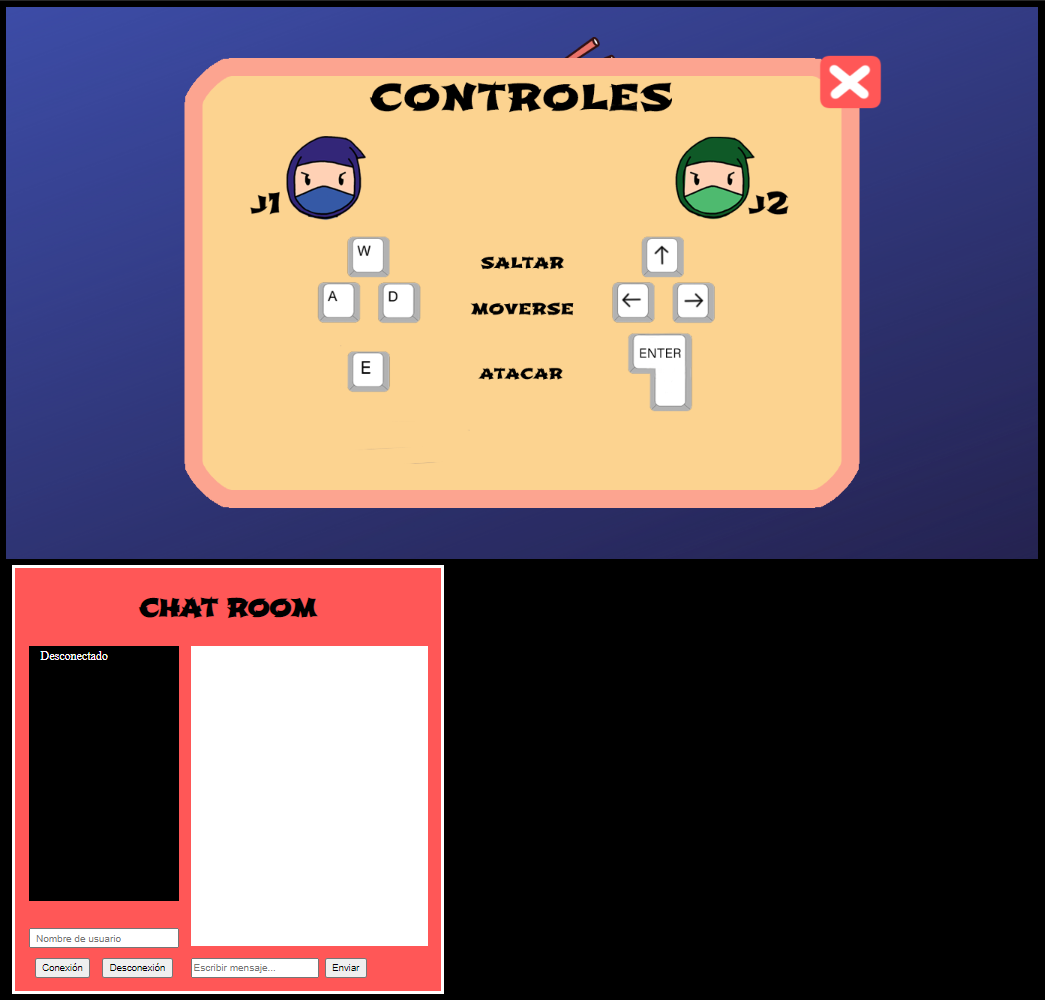 CONTROLES
J1
J2
W
SALTAR
↑
A D
MOVERSE
← →
E
ATACAR
ENTER
CHAT ROOM
Desconectado
Nombre de usuario
Conexión Desconexión Escribir mensaje... Enviar